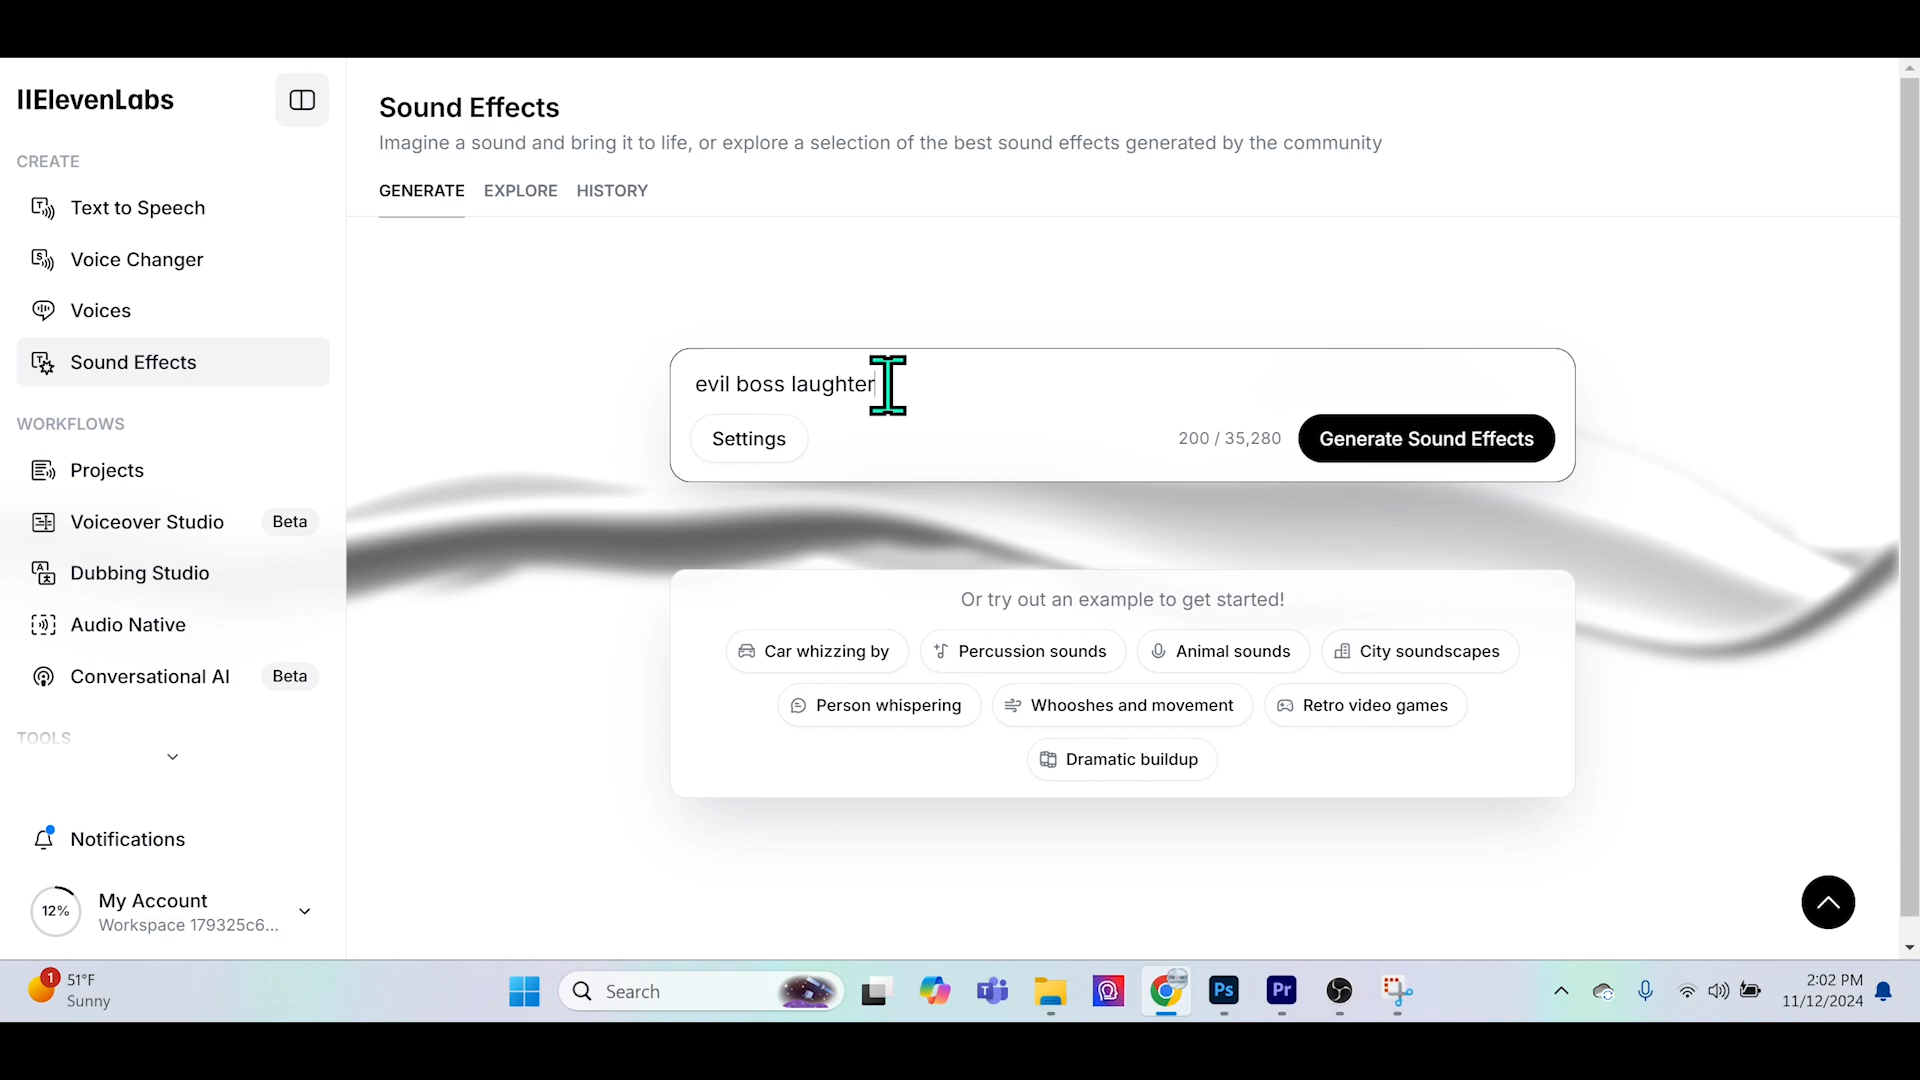 IIElevenLabs
CREATE
Text to Speech
Voice Changer
Voices
Sound Effects
WORKFLOWS
Projects
Voiceover Studio Beta
Dubbing Studio
Audio Native
Conversational AI Beta
TOOLS
Notifications
12%
My Account
Workspace 179325c6...
Sound Effects
Imagine a sound and bring it to life, or explore a selection of the best sound effects generated by the community
GENERATE EXPLORE HISTORY
evil boss laughter
Settings 200 / 35,280 Generate Sound Effects
Or try out an example to get started!
Car whizzing by Percussion sounds Animal sounds City soundscapes
Person whispering Whooshes and movement Retro video games
Dramatic buildup
1 51°F
Sunny
Search
Ps
Pr
2:02 PM
11/12/2024